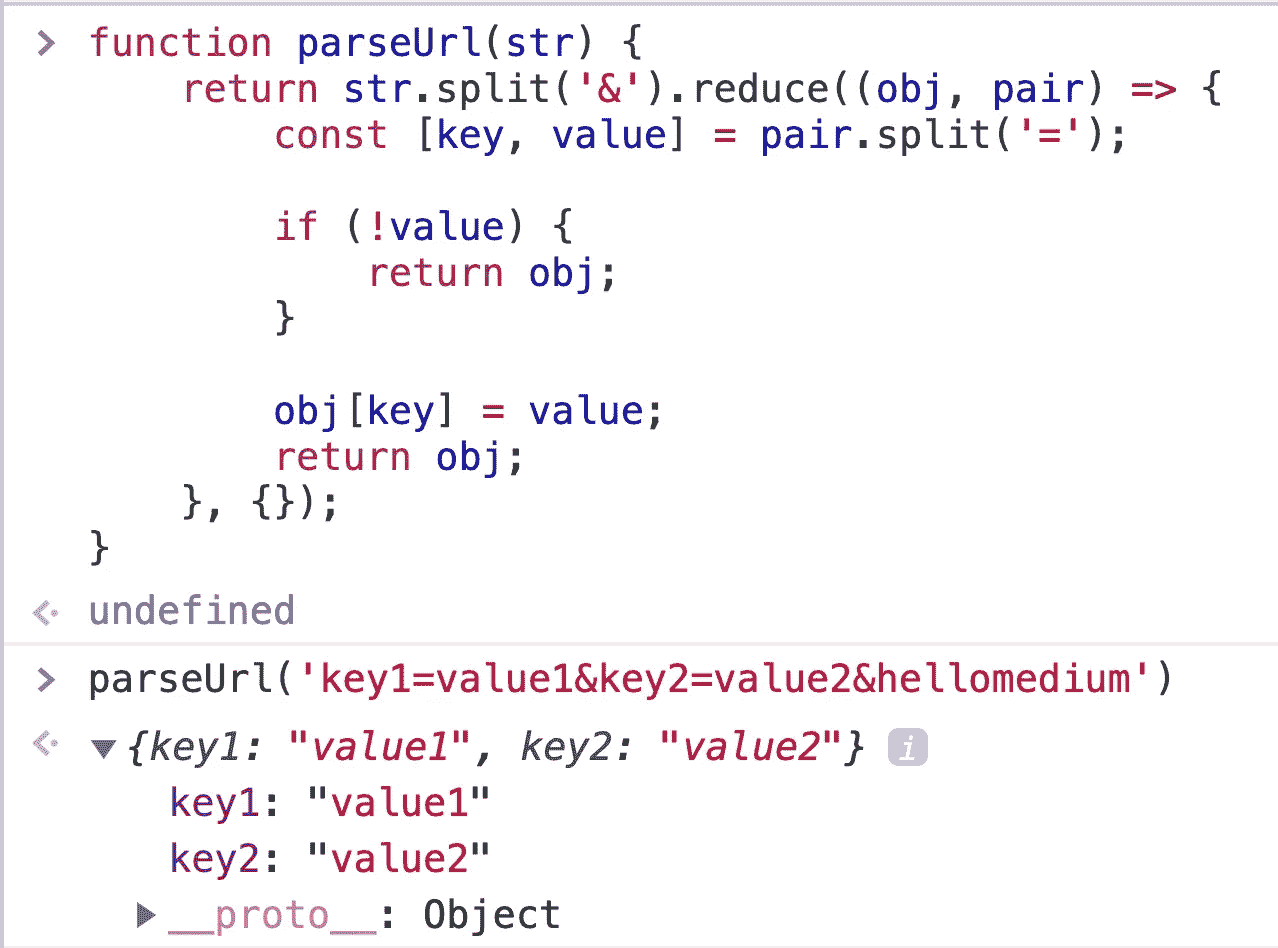 > function parseUrl(str) {
    return str.split('&').reduce((obj, pair) => {
        const [key, value] = pair.split('=');

        if (!value) {
            return obj;
        }

        obj[key] = value;
        return obj;
    }, {});
}
undefined
> parseUrl('key1=value1&key2=value2&hellomedium')
{key1: "value1", key2: "value2"} i
key1: "value1"
key2: "value2"
__proto__: Object